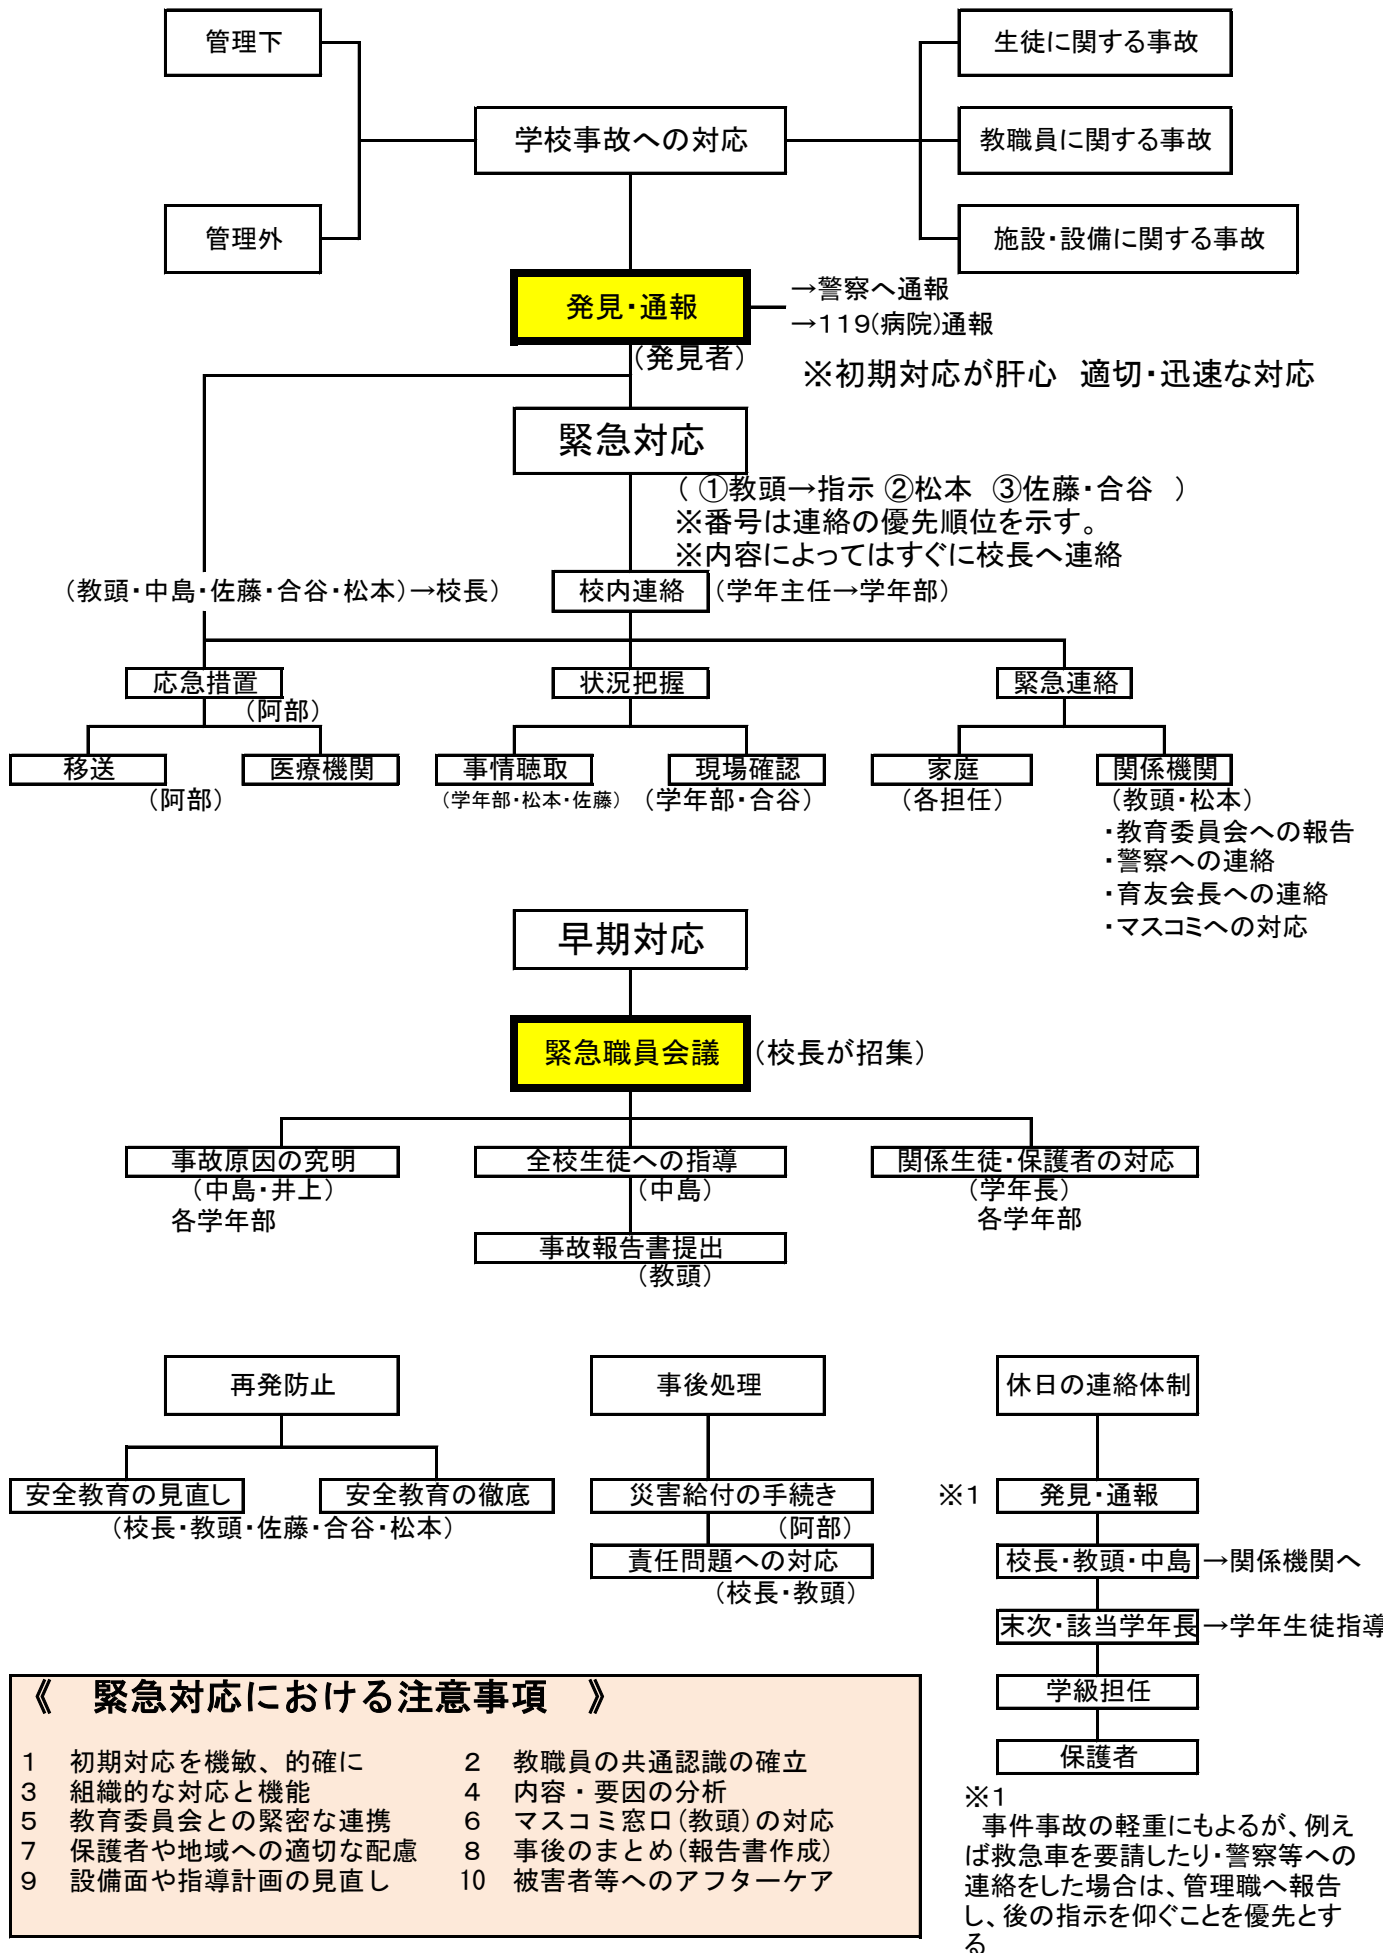 管理下
生徒に関する事故
学校事故への対応
教職員に関する事故
管理外
施設・設備に関する事故
発見・通報
→警察へ通報
→119(病院)通報
(発見者)
※初期対応が肝心　適切・迅速な対応
緊急対応
( ①教頭→指示 ②松本　③佐藤・合谷　)
※番号は連絡の優先順位を示す。
※内容によってはすぐに校長へ連絡
(教頭・中島・佐藤・合谷・松本)→校長)
校内連絡
(学年主任→学年部)
応急措置
状況把握
緊急連絡
(阿部)
移送
医療機関
事情聴取
現場確認
家庭
関係機関
(阿部)
(学年部・松本・佐藤)
(学年部・合谷)
(各担任)
(教頭・松本)
・教育委員会への報告
・警察への連絡
・育友会長への連絡
・マスコミへの対応
早期対応
緊急職員会議
(校長が招集)
事故原因の究明
全校生徒への指導
関係生徒・保護者の対応
(中島・井上)
(中島)
(学年長)
各学年部
各学年部
事故報告書提出
(教頭)
再発防止
事後処理
休日の連絡体制
安全教育の見直し
安全教育の徹底
災害給付の手続き
※1
発見・通報
(校長・教頭・佐藤・合谷・松本)
(阿部)
責任問題への対応
校長・教頭・中島
→関係機関へ
(校長・教頭)
末次・該当学年長
→学年生徒指導
学級担任
保護者
《　緊急対応における注意事項　》
1　初期対応を機敏、的確に
2　教職員の共通認識の確立
3　組織的な対応と機能
4　内容・要因の分析
5　教育委員会との緊密な連携
6　マスコミ窓口(教頭)の対応
7　保護者や地域への適切な配慮
8　事後のまとめ(報告書作成)
9　設備面や指導計画の見直し
10　被害者等へのアフターケア
※1
事件事故の軽重にもよるが、例え
ば救急車を要請したり・警察等への
連絡をした場合は、管理職へ報告
し、後の指示を仰ぐことを優先とす
る